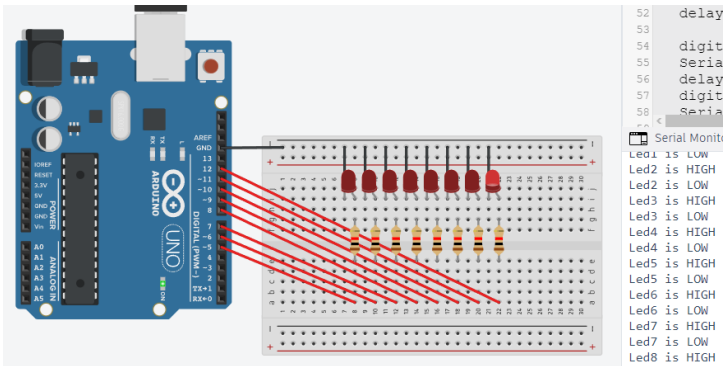 AREF
GND
13
12
~11
~10
~9
8
7
~6
~5
4
~3
2
TX→1
RX←0
DIGITAL (PWM~)
L
TX
RX
ARDUINO
UNO
ON
IOREF
RESET
3.3V
5V
GND
GND
Vin
POWER
A0
A1
A2
A3
A4
A5
ANALOG IN
52 delay
53
54 digit
55 Seria
56 delay
57 digit
58 Seria
Serial Monito
Led1 is LOW
Led2 is HIGH
Led2 is LOW
Led3 is HIGH
Led3 is LOW
Led4 is HIGH
Led4 is LOW
Led5 is HIGH
Led5 is LOW
Led6 is HIGH
Led6 is LOW
Led7 is HIGH
Led7 is LOW
Led8 is HIGH